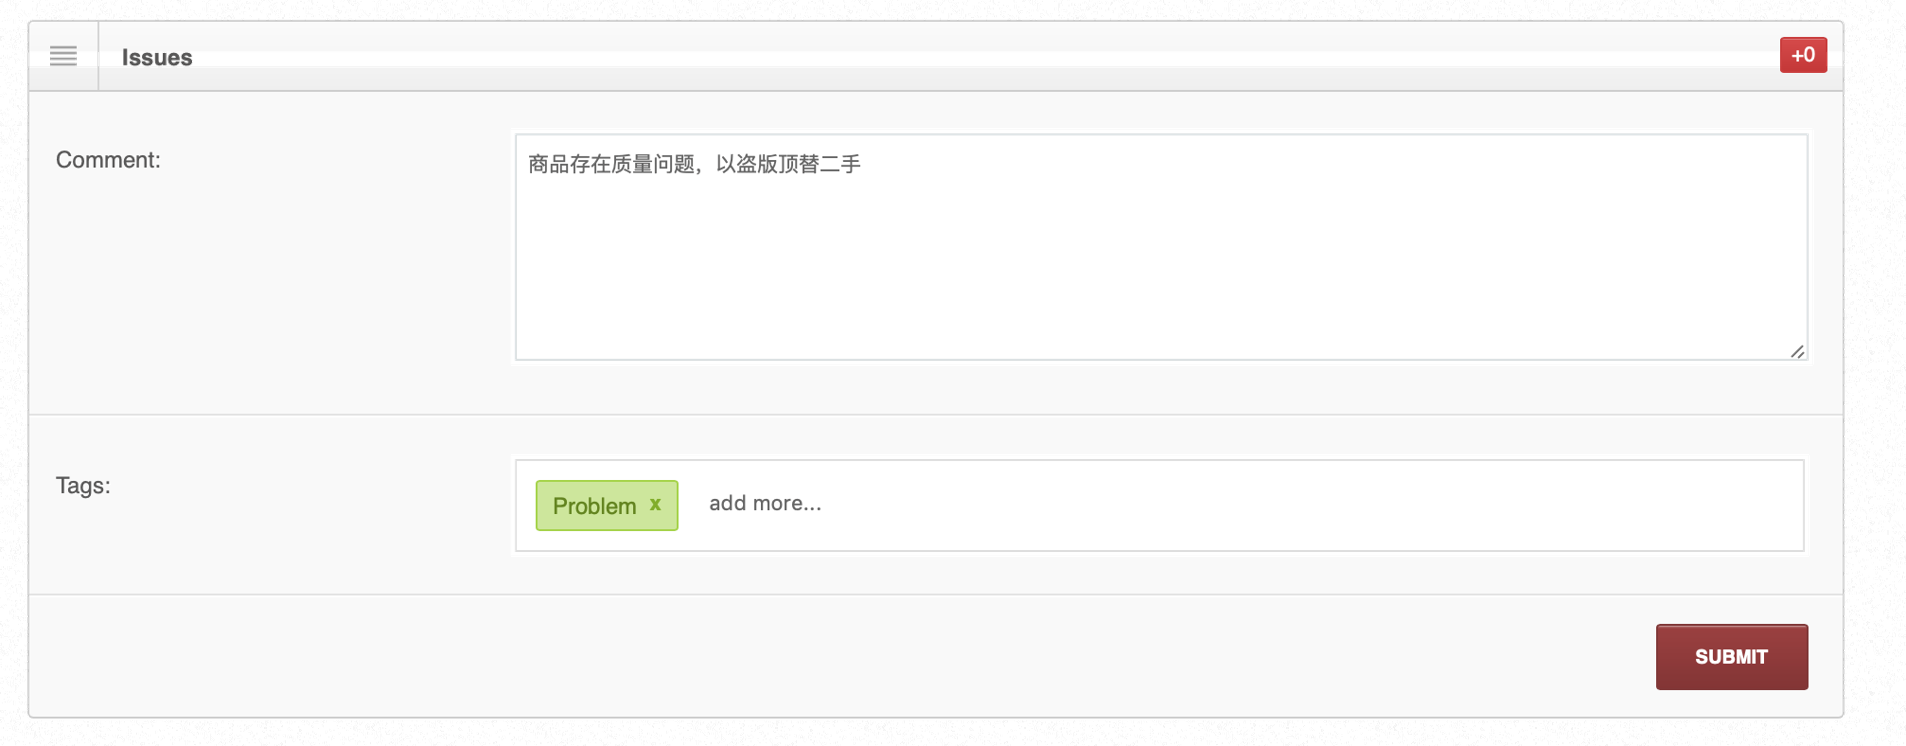 Issues
+0
Comment:
商品存在质量问题，以盗版顶替二手
Tags:
Problem x
add more...
SUBMIT